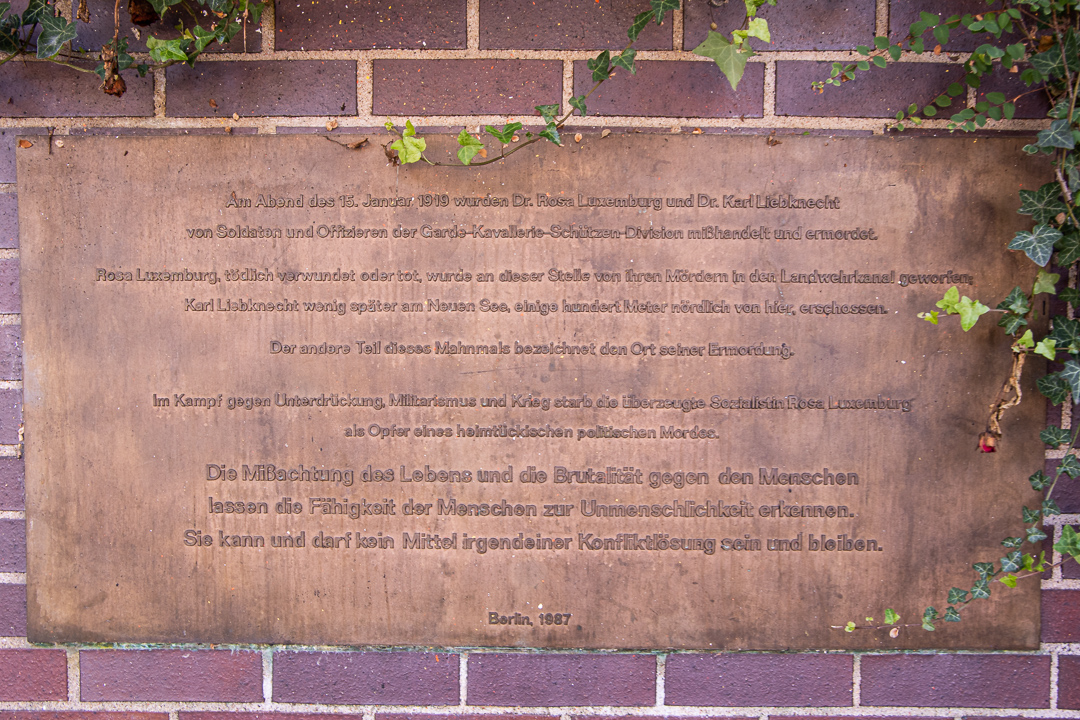 Am Abend des 15. Januar 1919 wurden Dr. Rosa Luxemburg und Dr. Karl Liebknecht
von Soldaten und Offizieren der Garde-Kavallerie-Schützen-Division mißhandelt und ermordet.
Rosa Luxemburg, tödlich verwundet oder tot, wurde an dieser Stelle von ihren Mördern in den Landwehrkanal geworfen;
Karl Liebknecht wenig später am Neuen See, einige hundert Meter nördlich von hier, erschossen.
Der andere Teil dieses Mahnmals bezeichnet den Ort seiner Ermordung.
Im Kampf gegen Unterdrückung, Militarismus und Krieg starb die überzeugte Sozialistin Rosa Luxemburg
als Opfer eines heimtückischen politischen Mordes.
Die Mißachtung des Lebens und die Brutalität gegen den Menschen
lassen die Fähigkeit der Menschen zur Unmenschlichkeit erkennen.
Sie kann und darf kein Mittel irgendeiner Konfliktlösung sein und bleiben.
Berlin, 1987